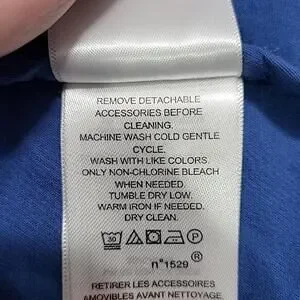 REMOVE DETACHABLE
ACCESSORIES BEFORE
CLEANING.
MACHINE WASH COLD GENTLE
CYCLE.
WASH WITH LIKE COLORS.
ONLY NON-CHLORINE BLEACH
WHEN NEEDED.
TUMBLE DRY LOW.
WARM IRON IF NEEDED.
DRY CLEAN.
30 P
n°1529 ®
RETIRER LES ACCESSOIRES
AMOVIBLES AVANT NETTOYAGE